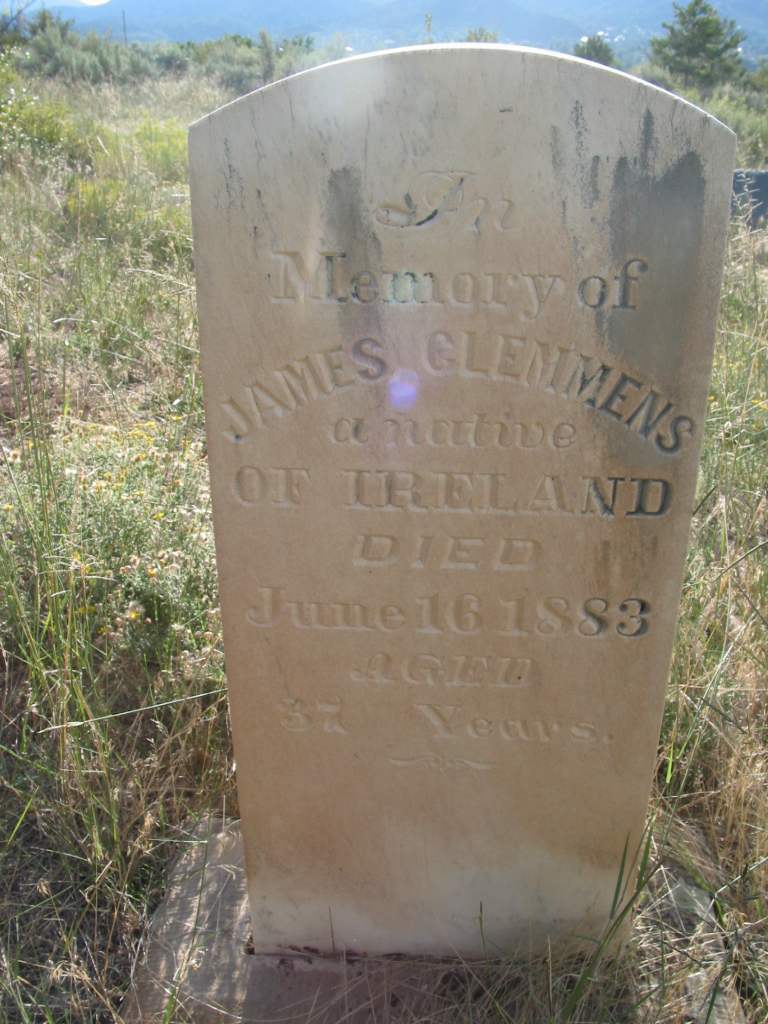 In
Memory of
JAMES CLEMMENS
a native
OF IRELAND
DIED
June 16 1883
AGED
37 Years.